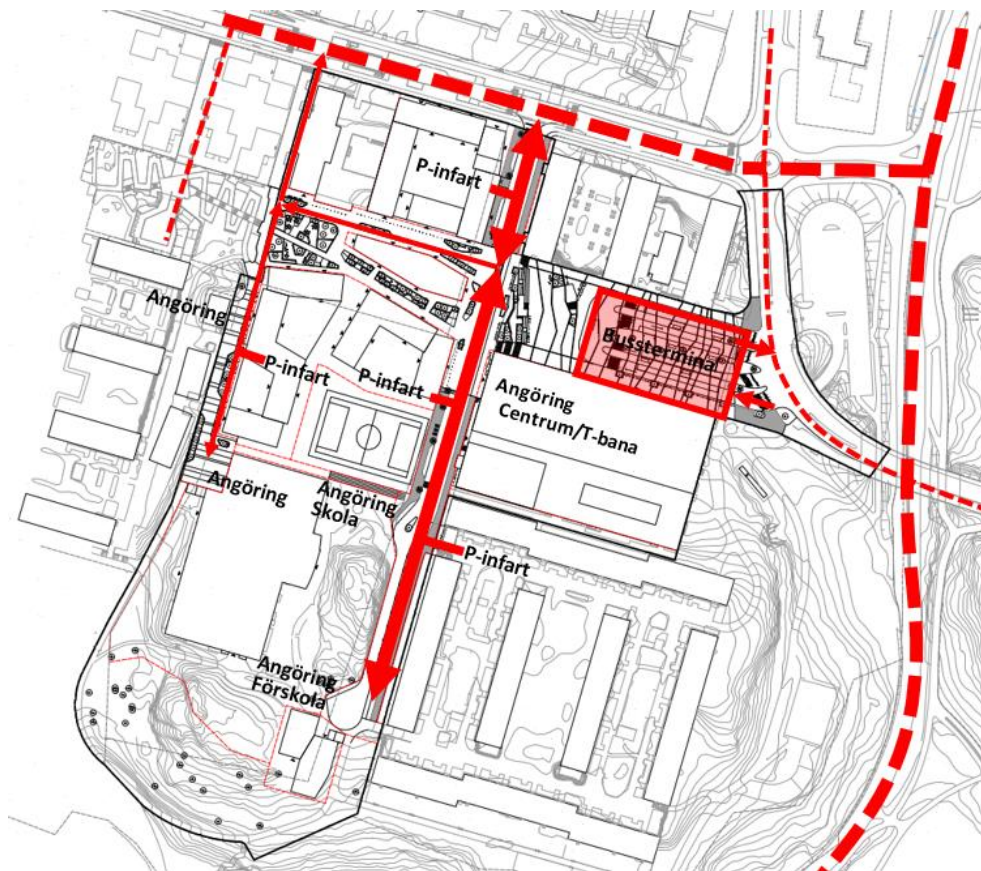 P-infart
Angöring
Bussterminal
P-infart
P-infart
Angöring
Centrum/T-bana
Angöring
Angöring
Skola
P-infart
Angöring
Förskola